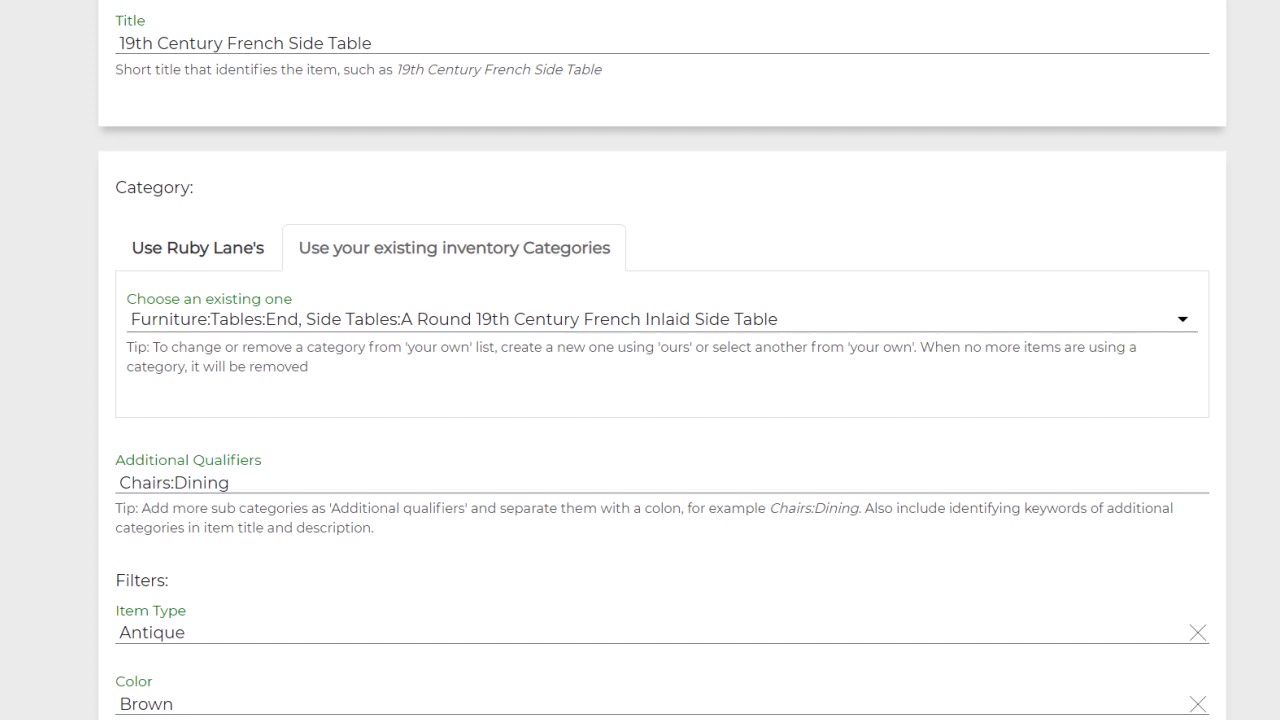 Title
19th Century French Side Table
Short title that identifies the item, such as 19th Century French Side Table
Category:
Use Ruby Lane's
Use your existing inventory Categories
Choose an existing one
Furniture:Tables:End, Side Tables:A Round 19th Century French Inlaid Side Table
Tip: To change or remove a category from 'your own' list, create a new one using 'ours' or select another from 'your own'. When no more items are using a
category, it will be removed
Additional Qualifiers
Chairs:Dining
Tip: Add more sub categories as 'Additional qualifiers' and separate them with a colon, for example Chairs:Dining. Also include identifying keywords of additional
categories in item title and description.
Filters:
Item Type
Antique
Color
Brown